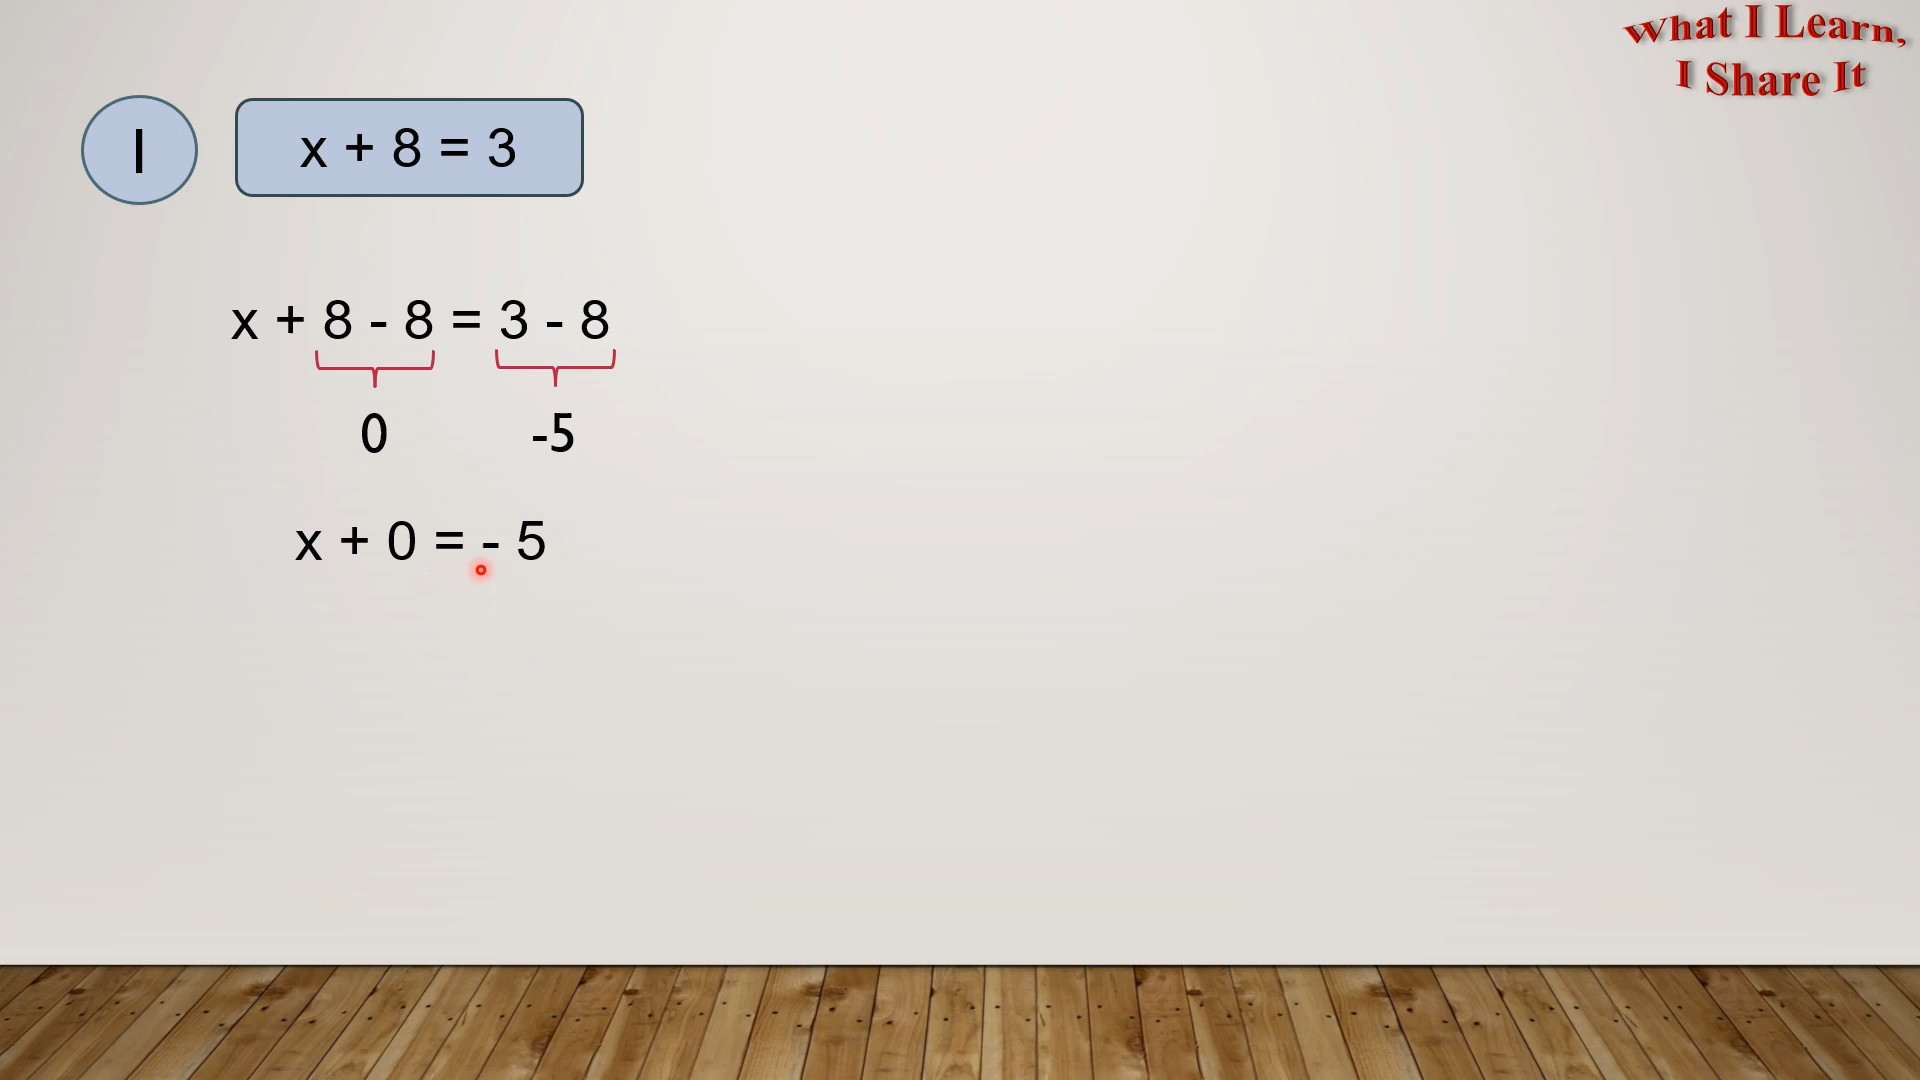 What I Learn,
I Share It
1
x + 8 = 3
x + 8 - 8 = 3 - 8
0
-5
x + 0 = - 5